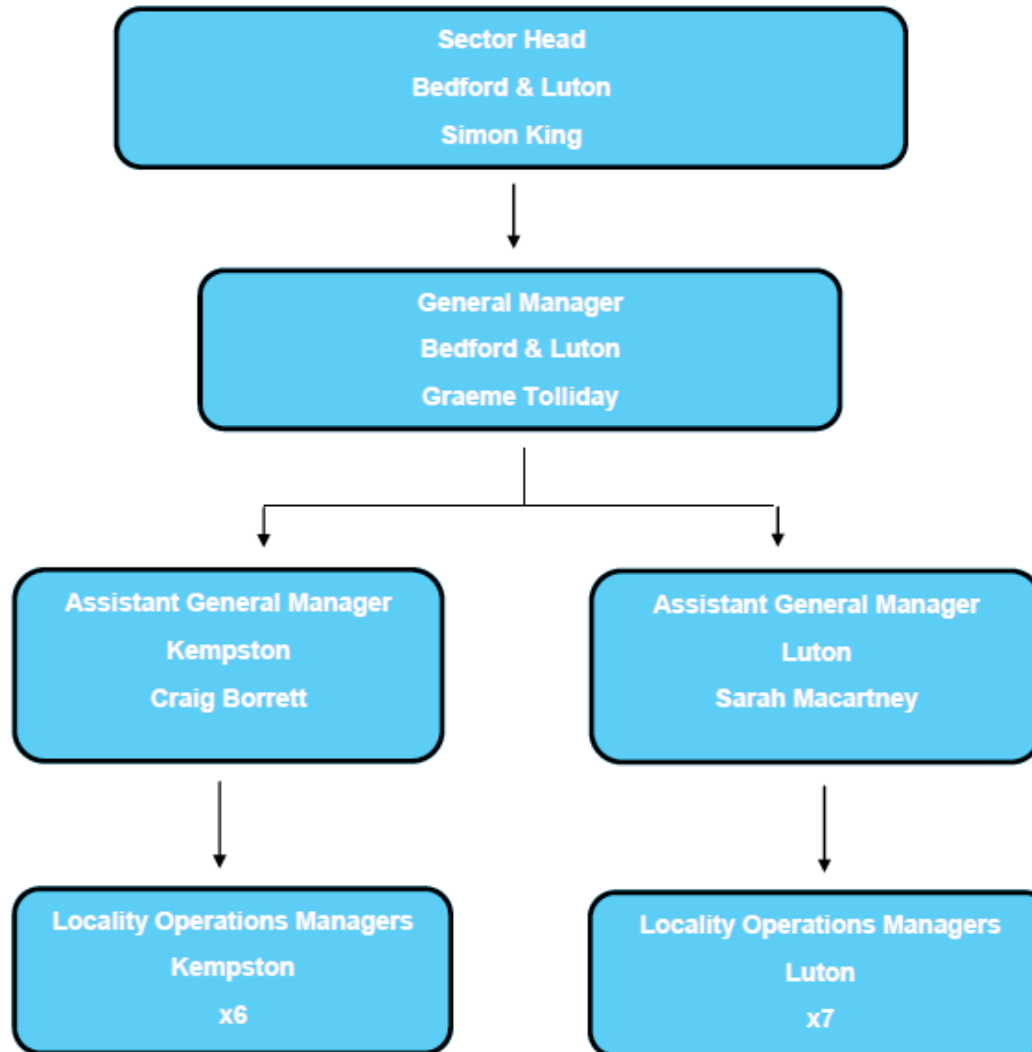 Sector Head
Bedford & Luton
Simon King
General Manager
Bedford & Luton
Graeme Tolliday
Assistant General Manager
Kempston
Craig Borrett
Assistant General Manager
Luton
Sarah Macartney
Locality Operations Managers
Kempston
x6
Locality Operations Managers
Luton
x7